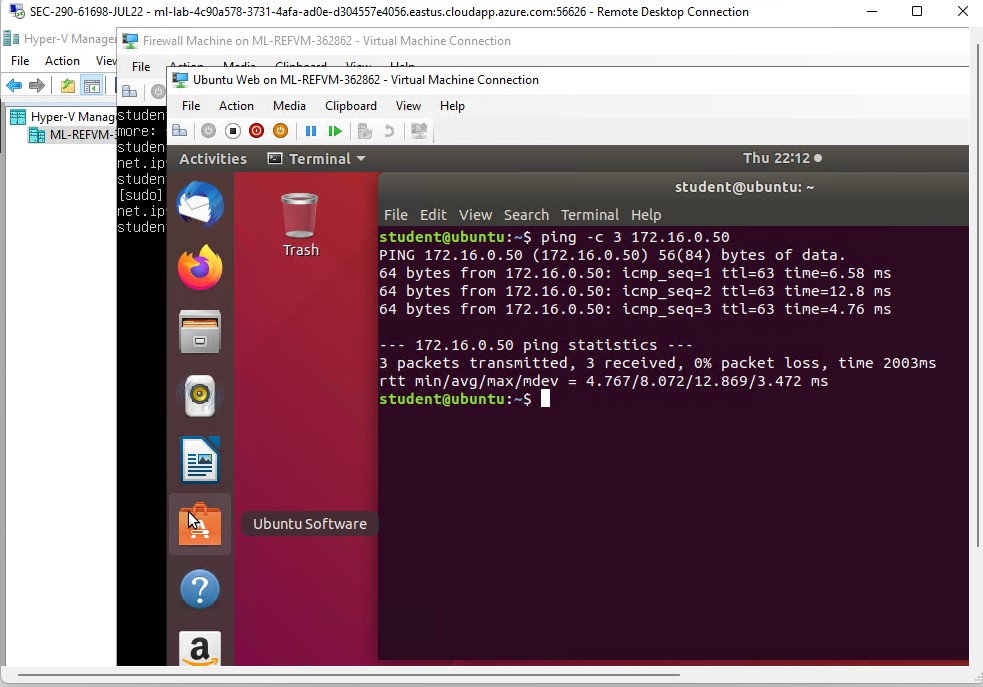 SEC-290-61698-JUL22 - ml-lab-4c90a578-3731-4afa-ad0e-d304557e4056.eastus.cloudapp.azure.com:56626 - Remote Desktop Connection
Hyper-V Manager
Firewall Machine on ML-REFVM-362862 - Virtual Machine Connection
File Action View
File Action Media Clipboard View Help
Ubuntu Web on ML-REFVM-362862 - Virtual Machine Connection
File Action Media Clipboard View Help
Hyper-V Manag
ML-REFVM-3
studen
more:
studen
net.ip
studen
[sudo]
net.ip
studen
Activities Terminal Thu 22:12
student@ubuntu: ~
File Edit View Search Terminal Help
Trash
student@ubuntu:~$ ping -c 3 172.16.0.50
PING 172.16.0.50 (172.16.0.50) 56(84) bytes of data.
64 bytes from 172.16.0.50: icmp_seq=1 ttl=63 time=6.58 ms
64 bytes from 172.16.0.50: icmp_seq=2 ttl=63 time=12.8 ms
64 bytes from 172.16.0.50: icmp_seq=3 ttl=63 time=4.76 ms
--- 172.16.0.50 ping statistics ---
3 packets transmitted, 3 received, 0% packet loss, time 2003ms
rtt min/avg/max/mdev = 4.767/8.072/12.869/3.472 ms
student@ubuntu:~$
Ubuntu Software
?
a